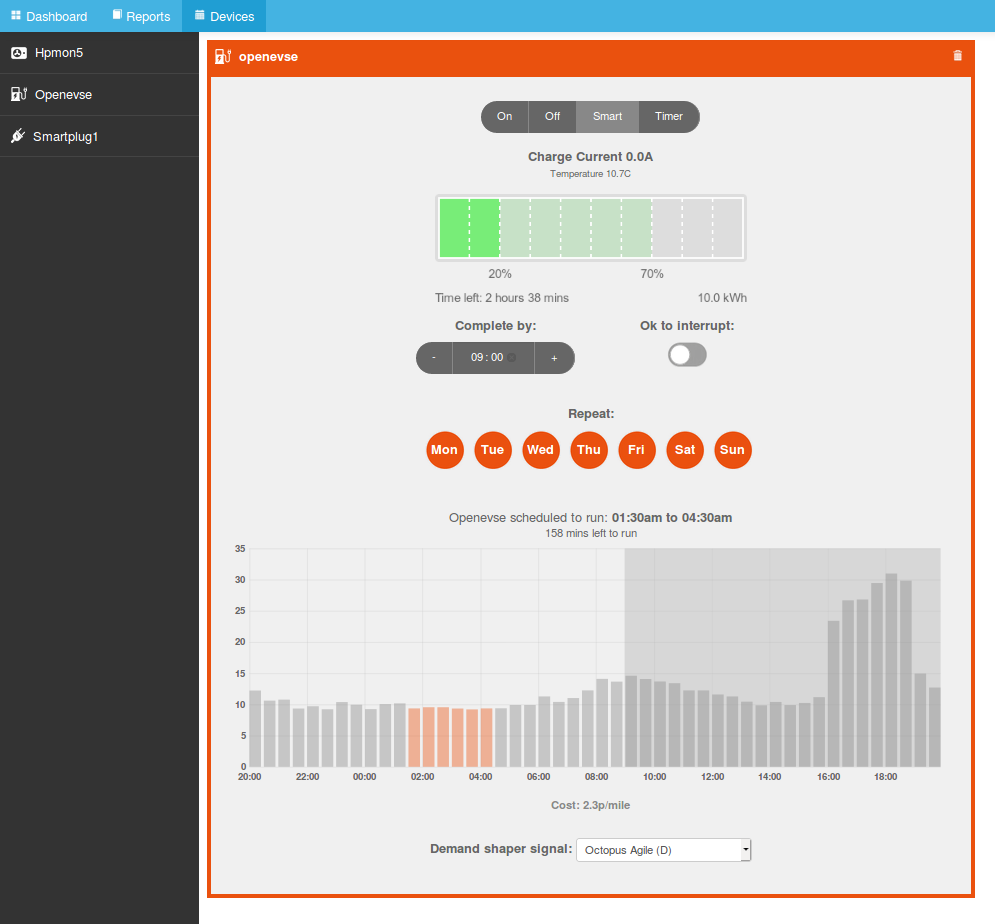 Dashboard Reports Devices
Hpmon5
Openevse
Smartplug1
openevse
On Off Smart Timer
Charge Current 0.0A
Temperature 10.7C
20% 70%
Time left: 2 hours 38 mins 10.0 kWh
Complete by: Ok to interrupt:
- 09:00 +
Repeat:
Mon Tue Wed Thu Fri Sat Sun
Openevse scheduled to run: 01:30am to 04:30am
158 mins left to run
35
30
25
20
15
10
5
0
20:00 22:00 00:00 02:00 04:00 06:00 08:00 10:00 12:00 14:00 16:00 18:00
Cost: 2.3p/mile
Demand shaper signal: Octopus Agile (D)